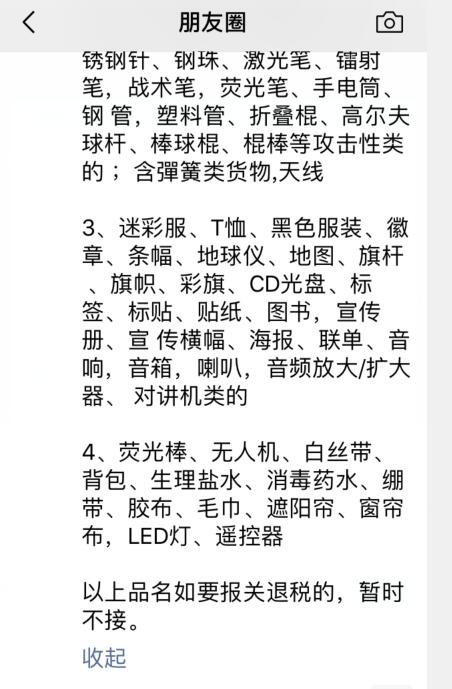 朋友圈
锈钢针、钢珠、激光笔、镭射
笔，战术笔，荧光笔、手电筒、
钢 管，塑料管、折叠棍、高尔夫
球杆、棒球棍、棍棒等攻击性类
的 ；含彈簧类货物,天线
3、迷彩服、T恤、黑色服装、徽
章、条幅、地球仪、地图、旗杆
、旗帜、彩旗、CD光盘、标
签、标贴、贴纸、图书，宣传
册、宣 传横幅、海报、联单、音
响，音箱，喇叭，音频放大/扩大
器、 对讲机类的
4、荧光棒、无人机、白丝带、
背包、生理盐水、消毒药水、绷
带、胶布、毛巾、遮阳帘、窗帘
布，LED灯、遥控器
以上品名如要报关退税的，暂时
不接。
收起